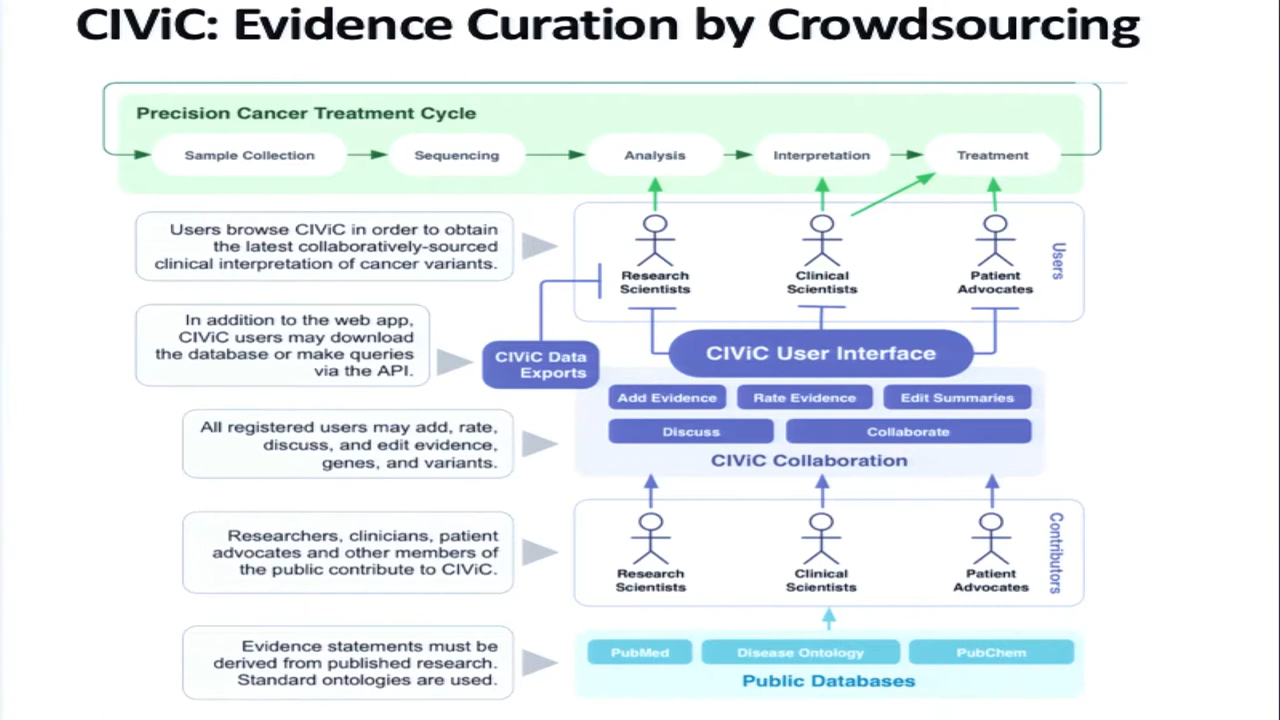 CIViC: Evidence Curation by Crowdsourcing
Precision Cancer Treatment Cycle
Sample Collection
Sequencing
Analysis
Interpretation
Treatment
Users browse CIViC in order to obtain
the latest collaboratively-sourced
clinical interpretation of cancer variants.
Research
Scientists
Clinical
Scientists
Patient
Advocates
Users
In addition to the web app,
CIViC users may download
the database or make queries
via the API.
CIViC Data
Exports
CIViC User Interface
Add Evidence
Rate Evidence
Edit Summaries
Discuss
Collaborate
CIViC Collaboration
All registered users may add, rate,
discuss, and edit evidence,
genes, and variants.
Researchers, clinicians, patient
advocates and other members of
the public contribute to CIViC.
Research
Scientists
Clinical
Scientists
Patient
Advocates
Contributors
Evidence statements must be
derived from published research.
Standard ontologies are used.
PubMed
Disease Ontology
PubChem
Public Databases